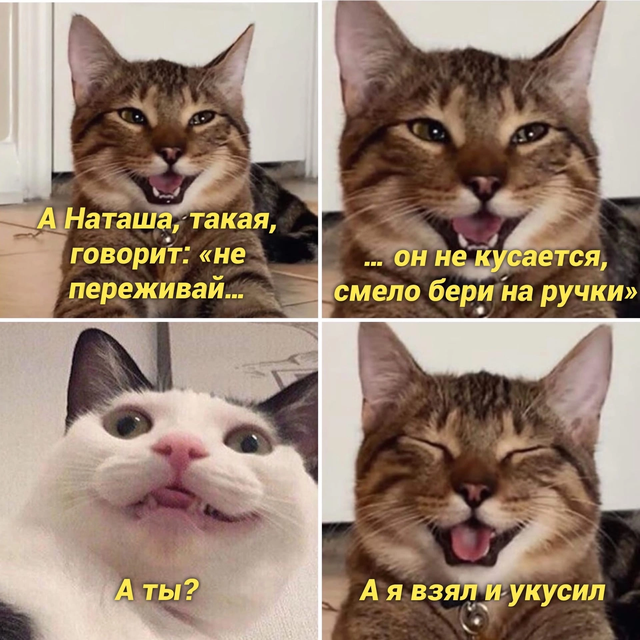 А Наташа, такая,
говорит: «не
переживай...
... он не кусается,
смело бери на ручки»
А ты?
А я взял и укусил